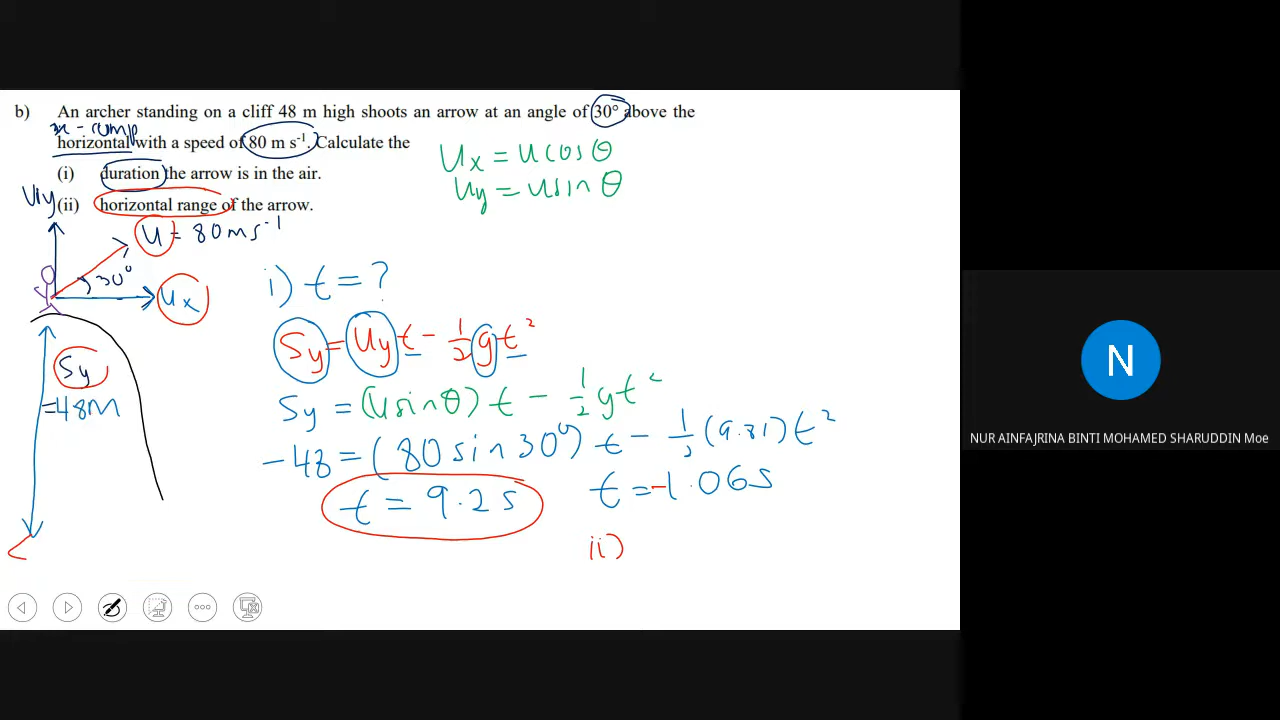 b) An archer standing on a cliff 48 m high shoots an arrow at an angle of 30° above the
x - comp
horizontal with a speed of 80 m s⁻¹. Calculate the
(i) duration the arrow is in the air.
(ii) horizontal range of the arrow.
Ux = u cos θ
Uy = u sin θ
Uy
U = 80 m s⁻¹
30°
Ux
Sy
= 48 m
i) t = ?
Sy = Uy t - 1/2 g t²
Sy = (u sin θ) t - 1/2 g t²
-48 = (80 sin 30°) t - 1/2 (9.81) t²
t = 9.2 s
t = -1.06 s
ii)
N
NUR AINFAJRINA BINTI MOHAMED SHARUDDIN Moe